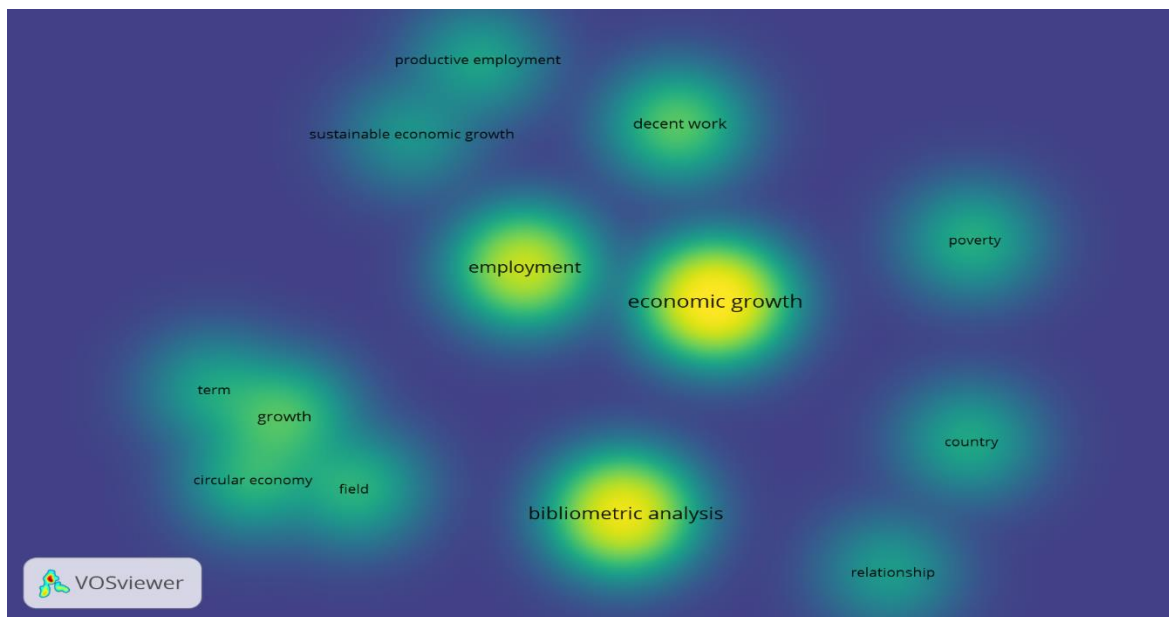 productive employment
sustainable economic growth
decent work
employment
economic growth
poverty
term
growth
circular economy
field
bibliometric analysis
country
relationship
VOSviewer